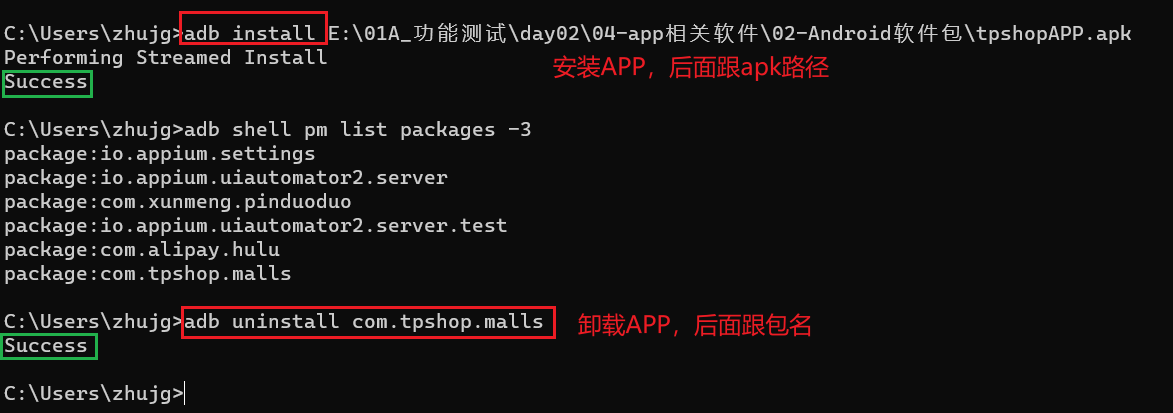 C:\Users\zhujg>adb install E:\01A_功能测试\day02\04-app相关软件\02-Android软件包\tpshopAPP.apk
Performing Streamed Install
安装APP，后面跟apk路径
Success
C:\Users\zhujg>adb shell pm list packages -3
package:io.appium.settings
package:io.appium.uiautomator2.server
package:com.xunmeng.pinduoduo
package:io.appium.uiautomator2.server.test
package:com.alipay.hulu
package:com.tpshop.malls
C:\Users\zhujg>adb uninstall com.tpshop.malls
卸载APP，后面跟包名
Success
C:\Users\zhujg>